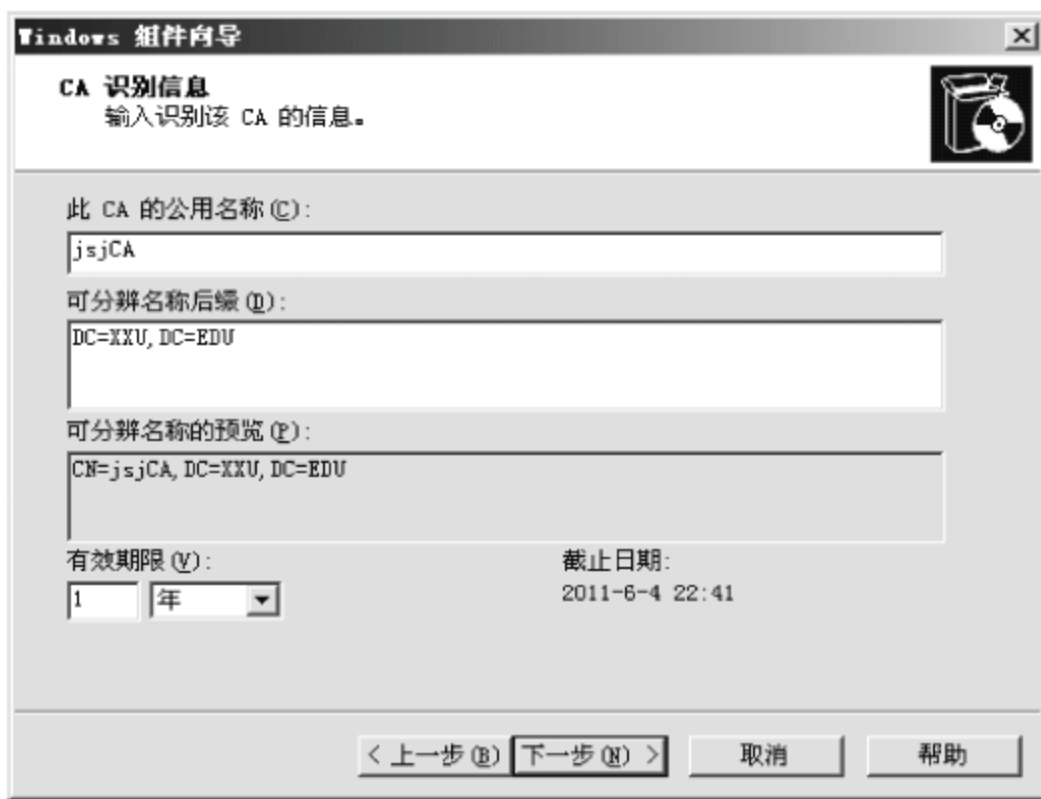 Windows 组件向导
CA 识别信息
输入识别该 CA 的信息。
此 CA 的公用名称(C):
jsjCA
可分辨名称后缀(D):
DC=XXU,DC=EDU
可分辨名称的预览(P):
CN=jsjCA,DC=XXU,DC=EDU
有效期限(V): 截止日期:
1 年 2011-6-4 22:41
< 上一步(B) 下一步(N) > 取消 帮助